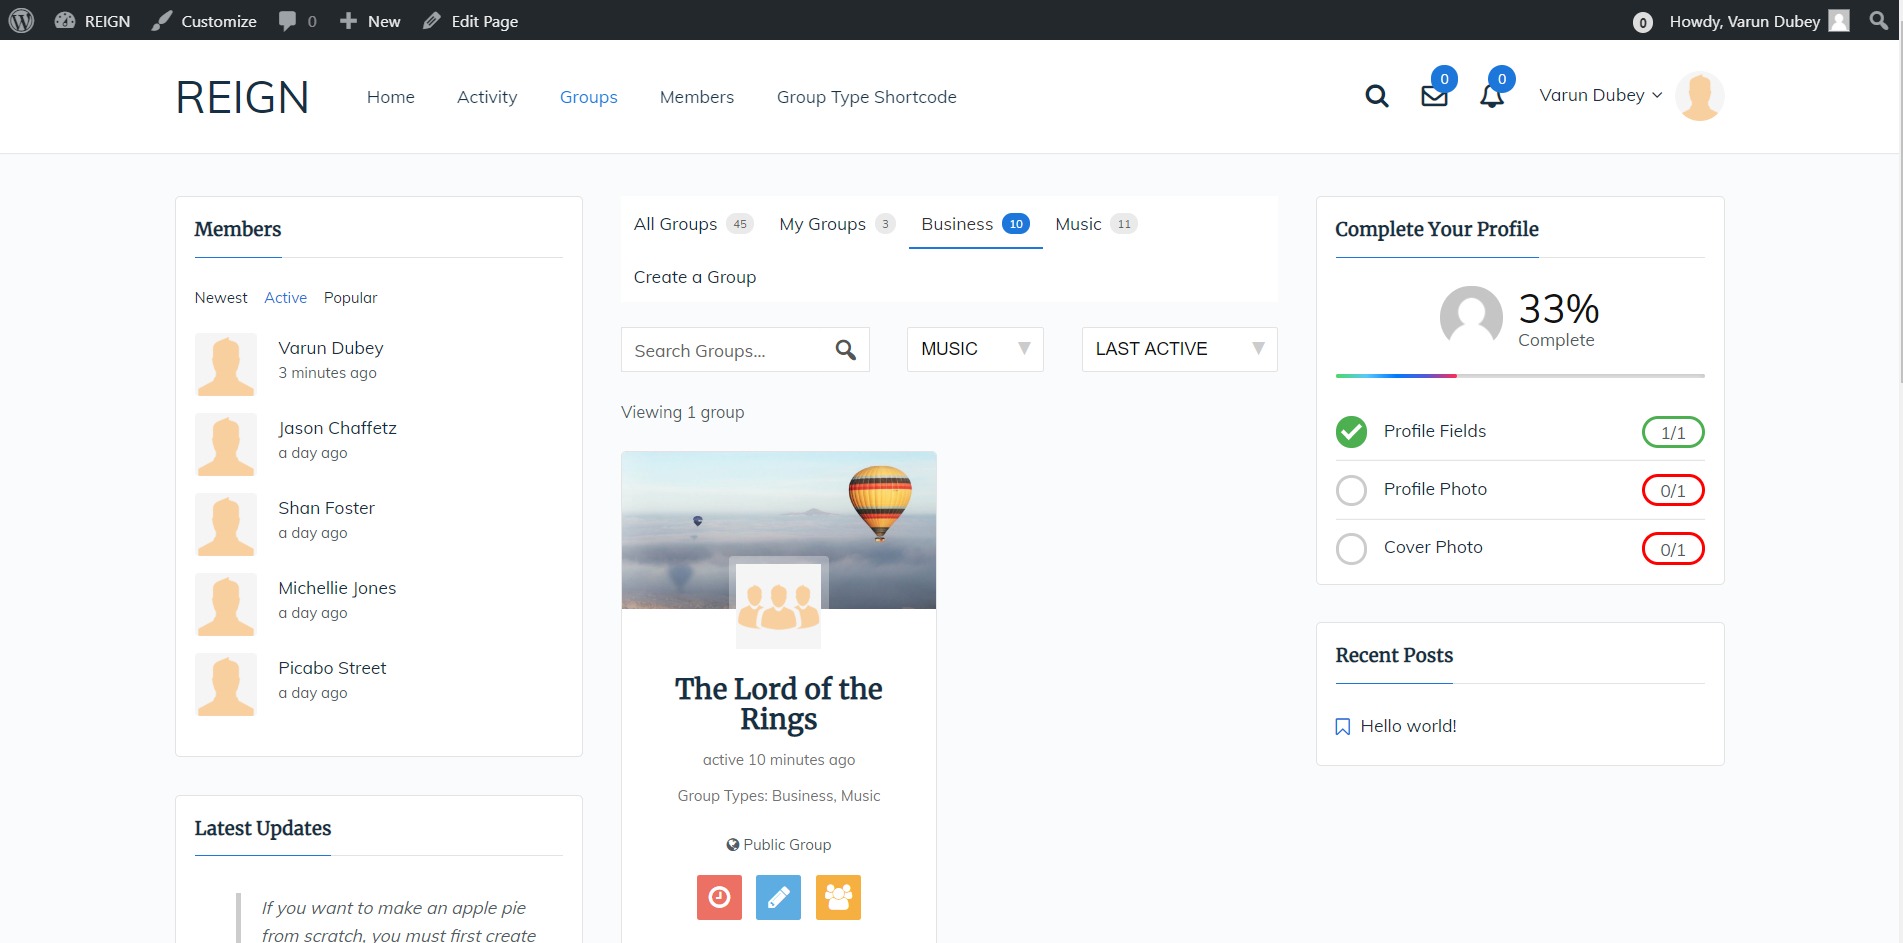 REIGN
Customize
0
New
Edit Page
0
Howdy, Varun Dubey
REIGN
Home
Activity
Groups
Members
Group Type Shortcode
0
0
Varun Dubey
Members
Newest
Active
Popular
Varun Dubey
3 minutes ago
Jason Chaffetz
a day ago
Shan Foster
a day ago
Michellie Jones
a day ago
Picabo Street
a day ago
Latest Updates
If you want to make an apple pie
from scratch, you must first create
All Groups 45
My Groups 3
Business 10
Music 11
Create a Group
Search Groups...
MUSIC
LAST ACTIVE
Viewing 1 group
The Lord of the
Rings
active 10 minutes ago
Group Types: Business, Music
Public Group
Complete Your Profile
33%
Complete
Profile Fields
1/1
Profile Photo
0/1
Cover Photo
0/1
Recent Posts
Hello world!